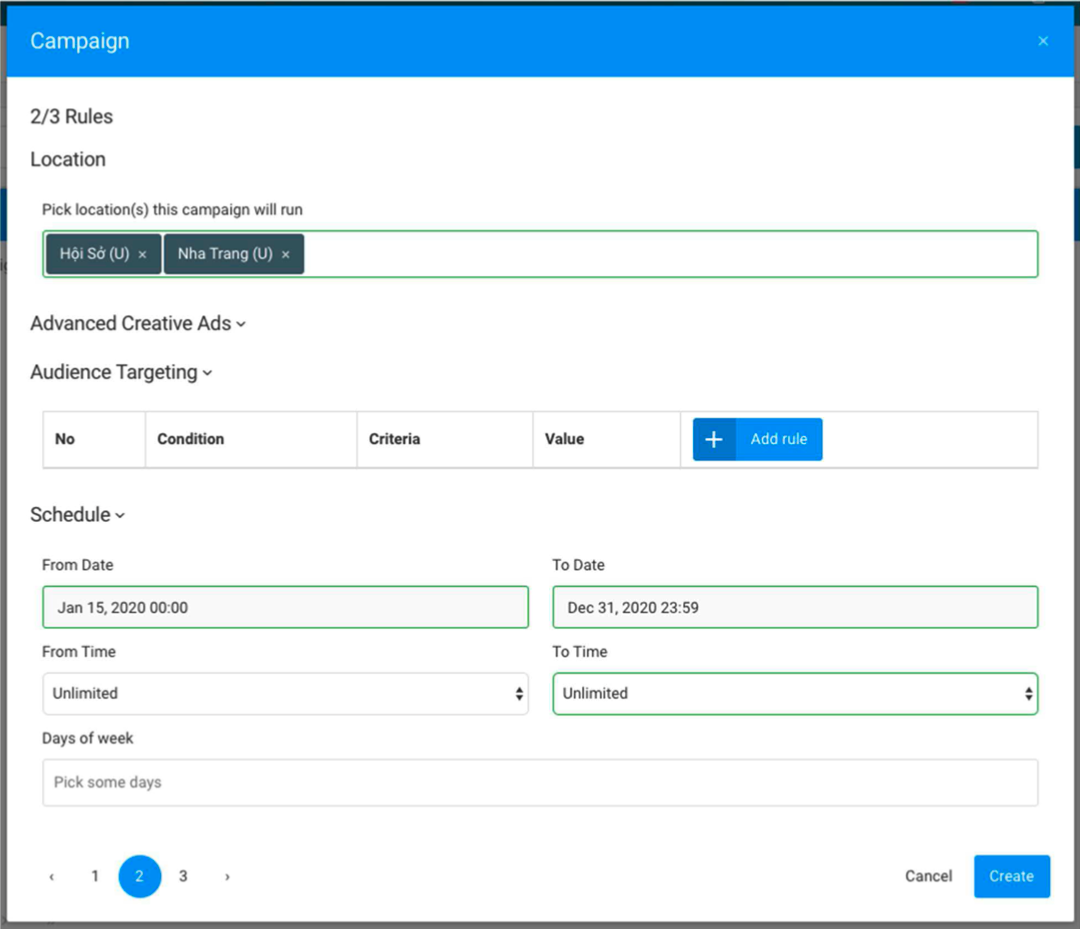 Campaign ×
2/3 Rules
Location
Pick location(s) this campaign will run
Hội Sở (U) × Nha Trang (U) ×
Advanced Creative Ads
Audience Targeting
No Condition Criteria Value + Add rule
Schedule
From Date To Date
Jan 15, 2020 00:00 Dec 31, 2020 23:59
From Time To Time
Unlimited Unlimited
Days of week
Pick some days
‹ 1 2 3 › Cancel Create